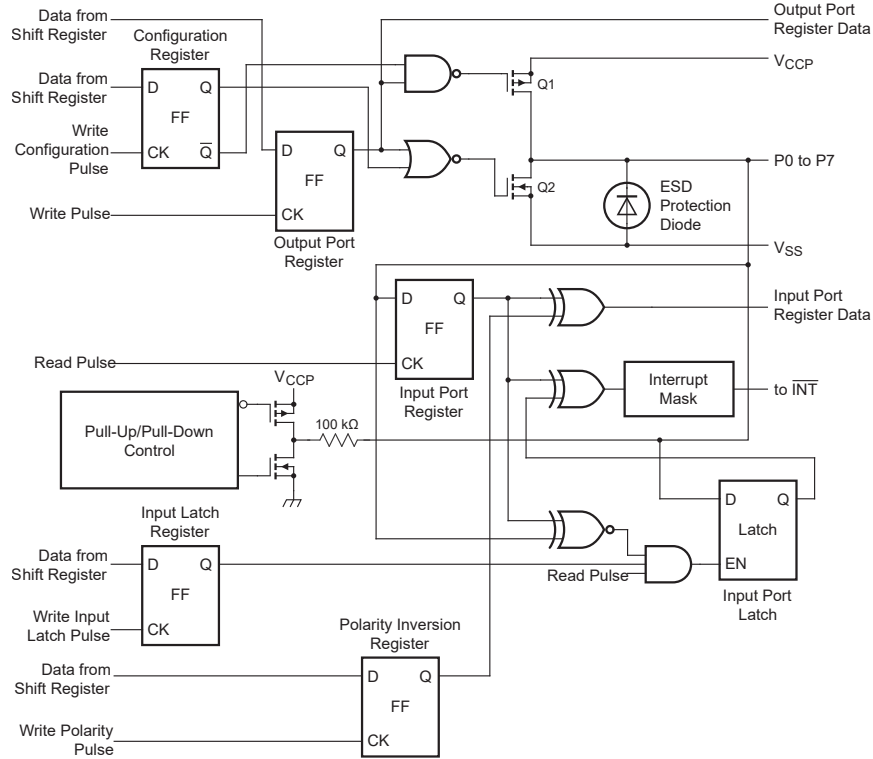 Data from
Shift Register
Configuration
Register
Output Port
Register Data
Data from
Shift Register
D
Q
FF
CK
Q
Write
Configuration
Pulse
Q1
VCCP
D
Q
FF
CK
Write Pulse
Output Port
Register
Q2
P0 to P7
ESD
Protection
Diode
VSS
D
Q
FF
CK
Input Port
Register
Input Port
Register Data
Read Pulse
VCCP
Pull-Up/Pull-Down
Control
100 kΩ
Interrupt
Mask
to INT
D
Q
Latch
EN
Input Port
Latch
Read Pulse
Input Latch
Register
Data from
Shift Register
D
Q
FF
CK
Write Input
Latch Pulse
Polarity Inversion
Register
Data from
Shift Register
D
Q
FF
CK
Write Polarity
Pulse